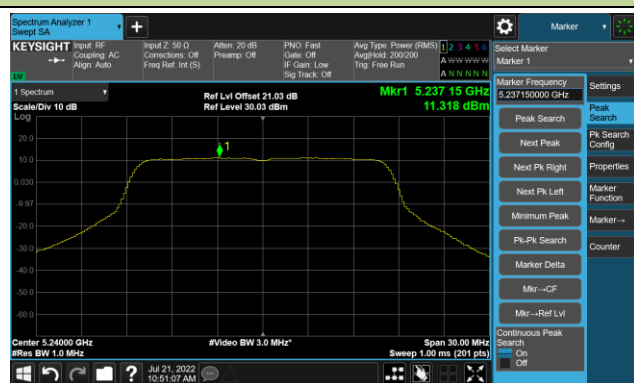 Spectrum Analyzer 1
Swept SA
Marker
KEYSIGHT
Input: RF
Coupling: AC
Align: Auto
Input Z: 50 Ω
Corrections: Off
Freq Ref: Int (S)
Atten: 20 dB
Preamp: Off
PNO: Fast
Gate: Off
IF Gain: Low
Sig Track: Off
Avg Type: Power (RMS)
Avg|Hold: 200/200
Trig: Free Run
1 2 3 4 5 6
A W W W W W
A N N N N N
LW
Select Marker
Marker 1
1 Spectrum
Scale/Div 10 dB
Log
Ref Lvl Offset 21.03 dB
Ref Level 30.03 dBm
Mkr1 5.237 15 GHz
11.318 dBm
1
20.0
10.0
0.030
-9.97
-20.0
-30.0
-40.0
-50.0
-60.0
Center 5.24000 GHz
#Res BW 1.0 MHz
#Video BW 3.0 MHz*
Span 30.00 MHz
Sweep 1.00 ms (201 pts)
Marker Frequency
5.237150000 GHz
Peak Search
Next Peak
Next Pk Right
Next Pk Left
Minimum Peak
Pk-Pk Search
Marker Delta
Mkr→CF
Mkr→Ref Lvl
Continuous Peak
Search
On
Off
Settings
Peak
Search
Pk Search
Config
Properties
Marker
Function
Marker→
Counter
Jul 21, 2022
10:51:07 AM